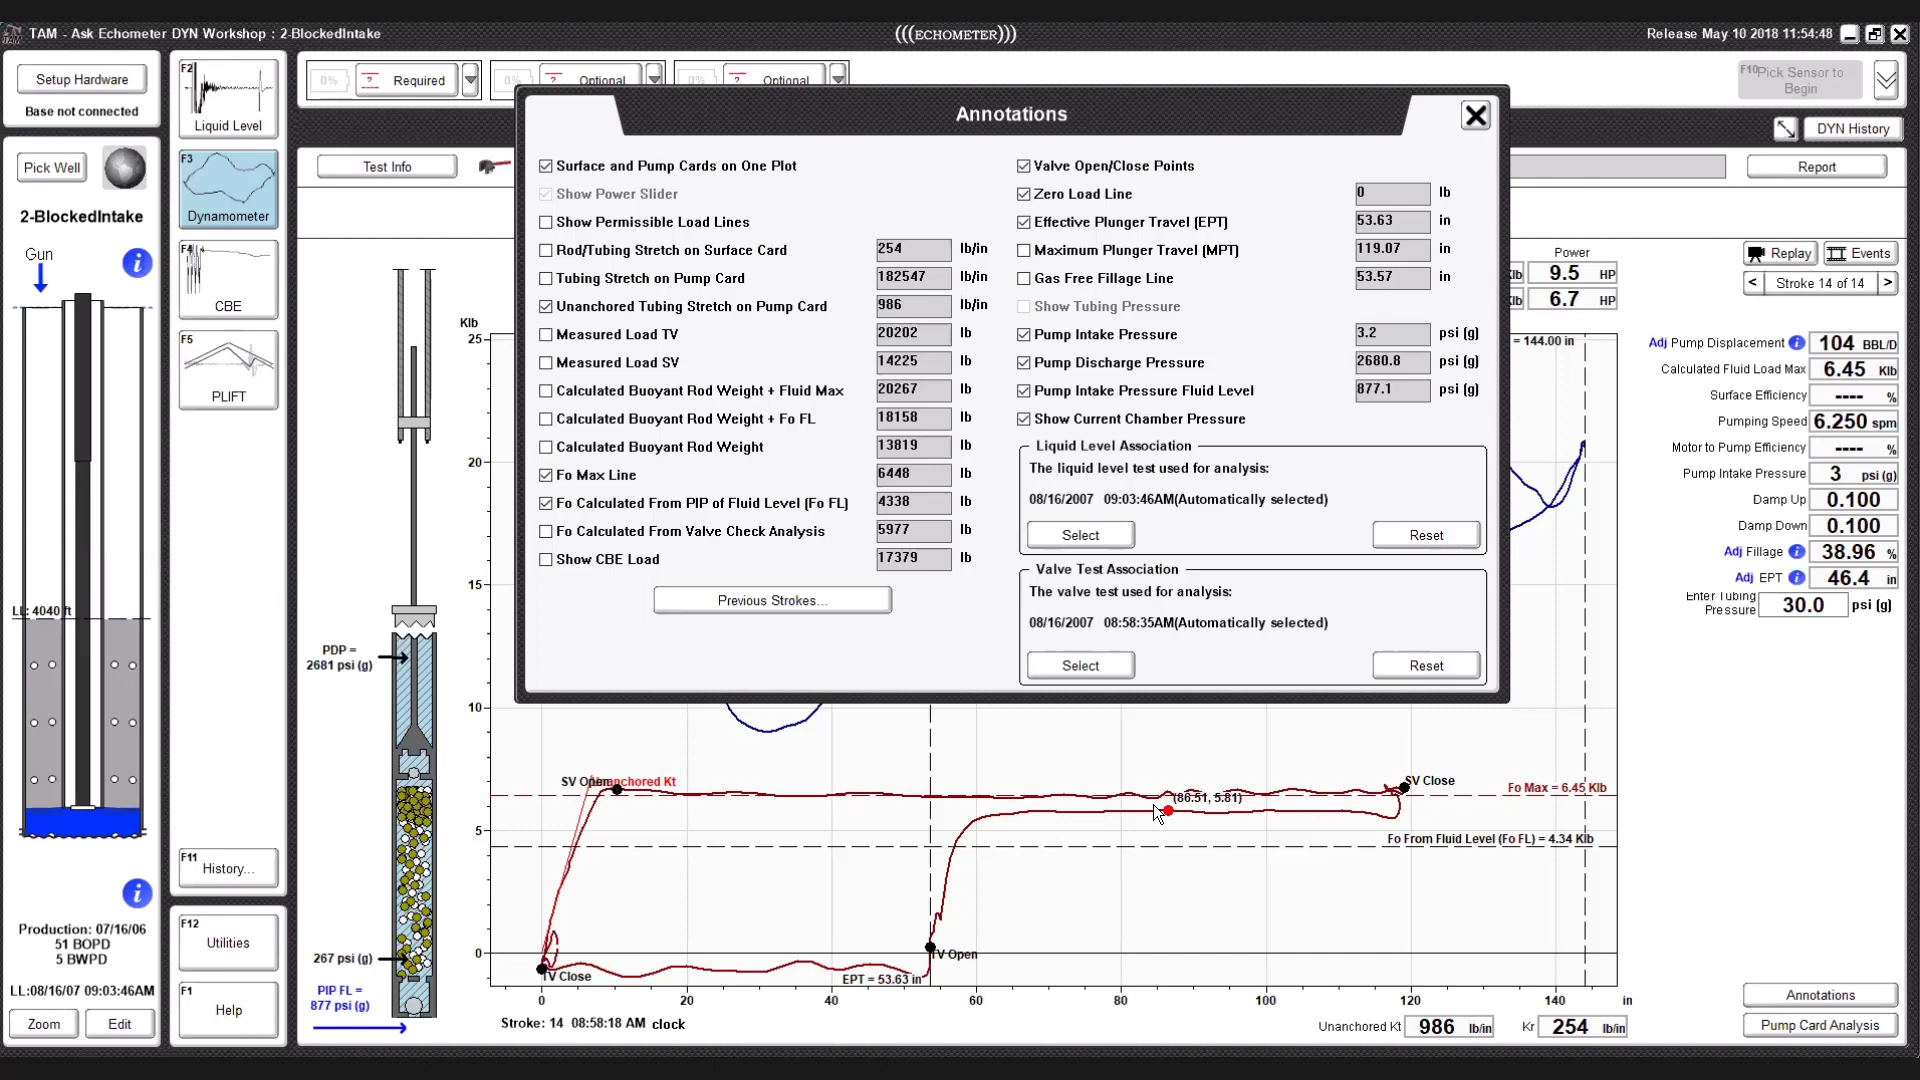 TAM - Ask Echometer DYN Workshop : 2-BlockedIntake
(((ECHOMETER)))
Release May 10 2018 11:54:48
Setup Hardware
Base not connected
Pick Well
2-BlockedIntake
Gun
LL: 4040 ft
Production: 07/16/06
51 BOPD
5 BWPD
LL:08/16/07 09:03:46AM
Zoom
Edit
F2
Liquid Level
F3
Dynamometer
F4
CBE
F5
PLIFT
F11
History...
F12
Utilities
F1
Help
0%
? Required
0%
? Optional
0%
? Optional
F10 Pick Sensor to
Begin
DYN History
Test Info
Report
Annotations
Surface and Pump Cards on One Plot
Show Power Slider
Show Permissible Load Lines
Rod/Tubing Stretch on Surface Card 254 lb/in
Tubing Stretch on Pump Card 182547 lb/in
Unanchored Tubing Stretch on Pump Card 986 lb/in
Measured Load TV 20202 lb
Measured Load SV 14225 lb
Calculated Buoyant Rod Weight + Fluid Max 20267 lb
Calculated Buoyant Rod Weight + Fo FL 18158 lb
Calculated Buoyant Rod Weight 13819 lb
Fo Max Line 6448 lb
Fo Calculated From PIP of Fluid Level (Fo FL) 4338 lb
Fo Calculated From Valve Check Analysis 5977 lb
Show CBE Load 17379 lb
Previous Strokes...
Valve Open/Close Points
Zero Load Line 0 lb
Effective Plunger Travel (EPT) 53.63 in
Maximum Plunger Travel (MPT) 119.07 in
Gas Free Fillage Line 53.57 in
Show Tubing Pressure
Pump Intake Pressure 3.2 psi (g)
Pump Discharge Pressure 2680.8 psi (g)
Pump Intake Pressure Fluid Level 877.1 psi (g)
Show Current Chamber Pressure
Liquid Level Association
The liquid level test used for analysis:
08/16/2007 09:03:46AM(Automatically selected)
Select
Reset
Valve Test Association
The valve test used for analysis:
08/16/2007 08:58:35AM(Automatically selected)
Select
Reset
Power
Klb 9.5 HP
Klb 6.7 HP
Replay
Events
< Stroke 14 of 14 >
= 144.00 in
Adj Pump Displacement 104 BBL/D
Calculated Fluid Load Max 6.45 Klb
Surface Efficiency ---- %
Pumping Speed 6.250 spm
Motor to Pump Efficiency ---- %
Pump Intake Pressure 3 psi (g)
Damp Up 0.100
Damp Down 0.100
Adj Fillage 38.96 %
Adj EPT 46.4 in
Enter Tubing
Pressure 30.0 psi (g)
PDP =
2681 psi (g)
267 psi (g)
PIP FL =
877 psi (g)
Klb
25
20
15
10
5
0
SV Open
Unanchored Kt
(86.51, 5.81)
SV Close
Fo Max = 6.45 Klb
Fo From Fluid Level (Fo FL) = 4.34 Klb
TV Open
TV Close
EPT = 53.63 in
0 20 40 60 80 100 120 140 in
Stroke: 14 08:58:18 AM clock
Unanchored Kt 986 lb/in
Kr 254 lb/in
Annotations
Pump Card Analysis